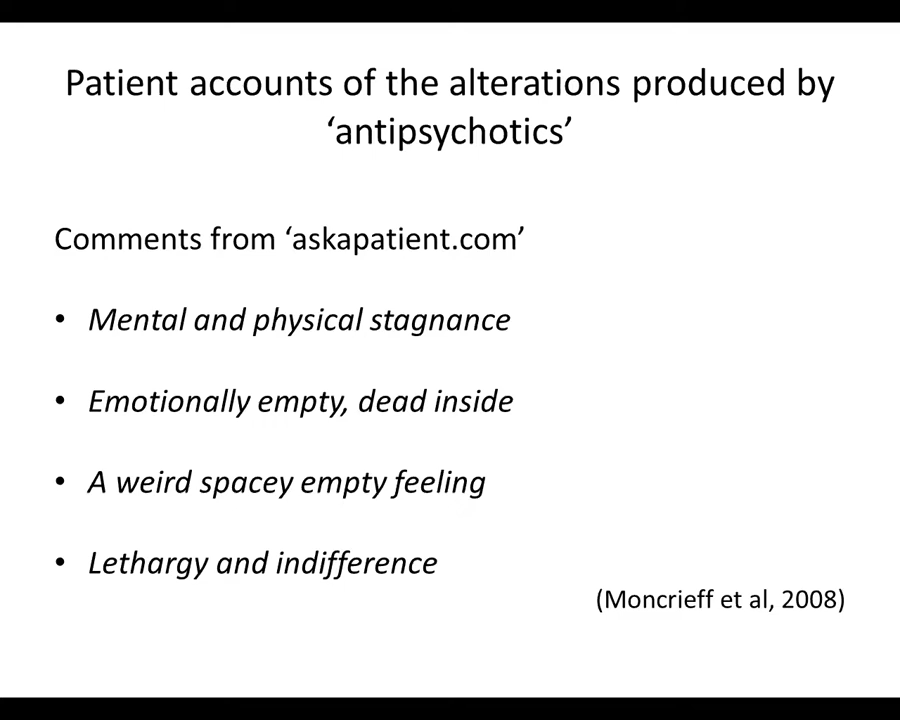 Patient accounts of the alterations produced by
‘antipsychotics’
Comments from ‘askapatient.com’
• Mental and physical stagnance
• Emotionally empty, dead inside
• A weird spacey empty feeling
• Lethargy and indifference
(Moncrieff et al, 2008)